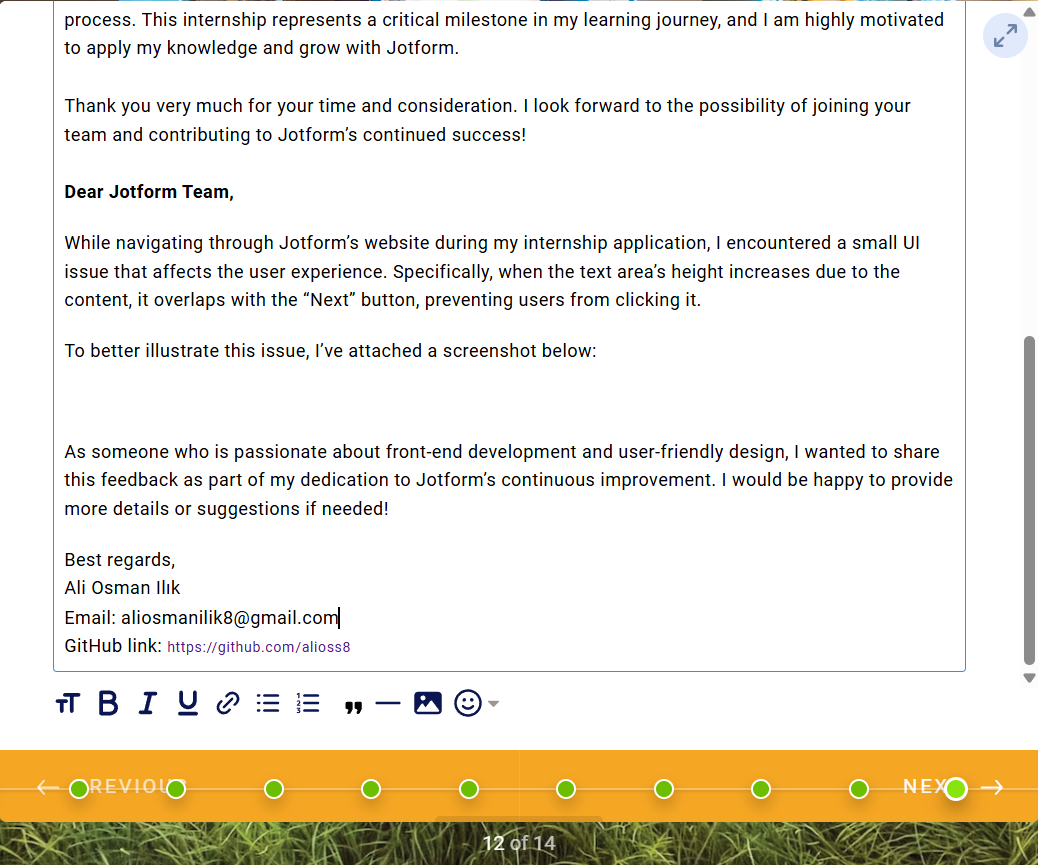 process. This internship represents a critical milestone in my learning journey, and I am highly motivated
to apply my knowledge and grow with Jotform.
Thank you very much for your time and consideration. I look forward to the possibility of joining your
team and contributing to Jotform’s continued success!
Dear Jotform Team,
While navigating through Jotform’s website during my internship application, I encountered a small UI
issue that affects the user experience. Specifically, when the text area’s height increases due to the
content, it overlaps with the “Next” button, preventing users from clicking it.
To better illustrate this issue, I’ve attached a screenshot below:
As someone who is passionate about front-end development and user-friendly design, I wanted to share
this feedback as part of my dedication to Jotform’s continuous improvement. I would be happy to provide
more details or suggestions if needed!
Best regards,
Ali Osman Ilık
Email: aliosmanilik8@gmail.com
GitHub link: https://github.com/alioss8
PREVIOUS NEXT
12 of 14